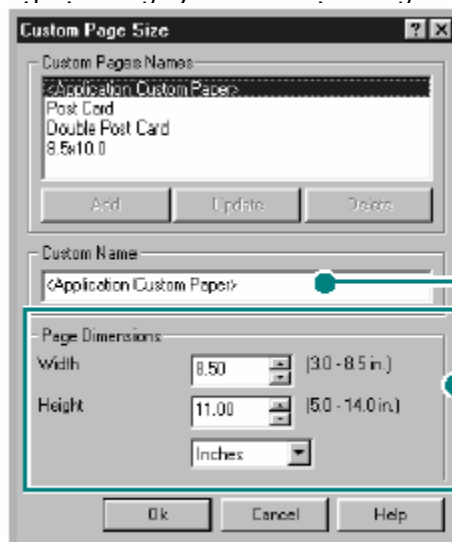 Custom Page Size
Custom Pages Names
<Application Custom Paper>
Post Card
Double Post Card
8.5x10.0
Add Update Delete
Custom Name
<Application Custom Paper>
Page Dimensions
Width 8.50 (3.0 - 8.5 in.)
Height 11.00 (5.0 - 14.0 in.)
Inches
Ok Cancel Help